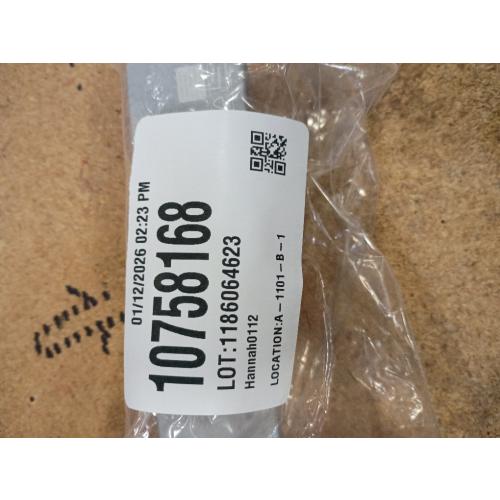 01/12/2026 02:23 PM
10758168
LOT:1186064623
Hannah0112
LOCATION:A-1101-B-1